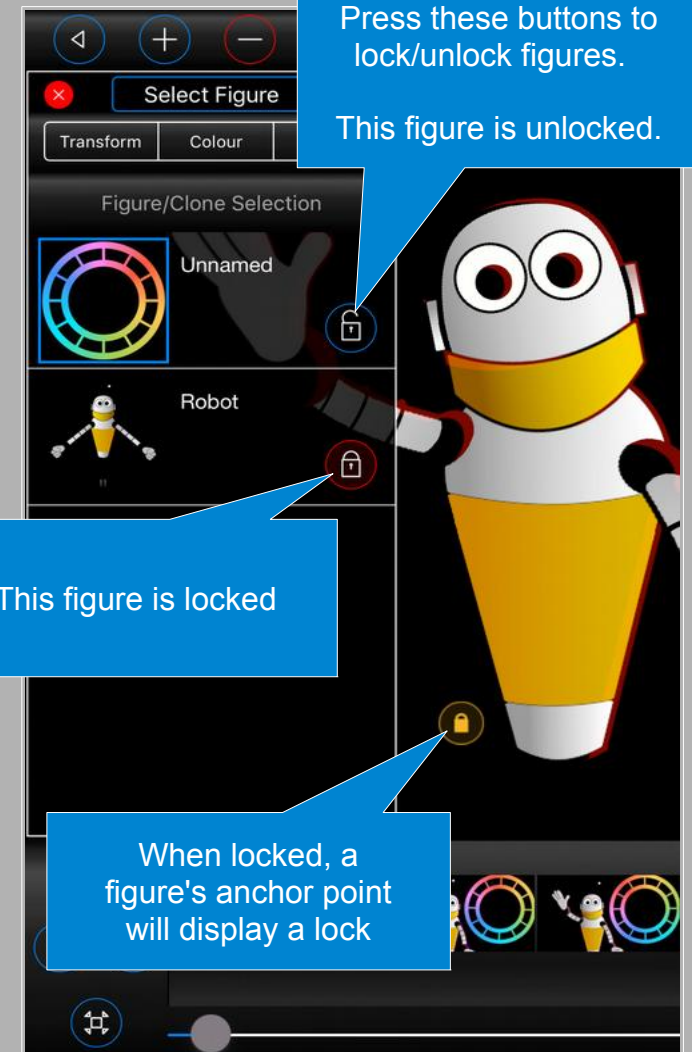 Press these buttons to
lock/unlock figures.
This figure is unlocked.
Select Figure
Transform
Colour
Figure/Clone Selection
Unnamed
Robot
This figure is locked
When locked, a
figure's anchor point
will display a lock